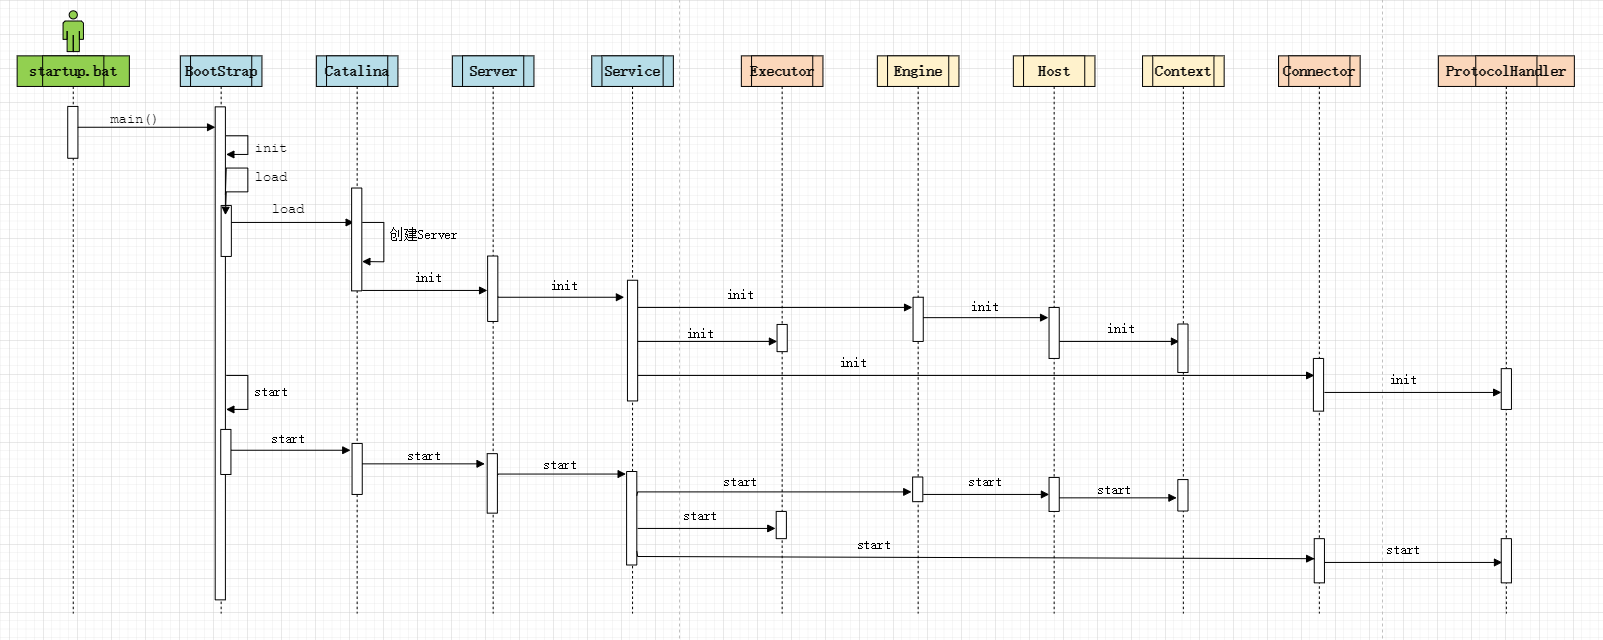 startup.bat
BootStrap
Catalina
Server
Service
Executor
Engine
Host
Context
Connector
ProtocolHandler
main()
init
load
load
创建Server
init
init
init
init
init
init
init
init
start
start
start
start
start
start
start
start
start
start